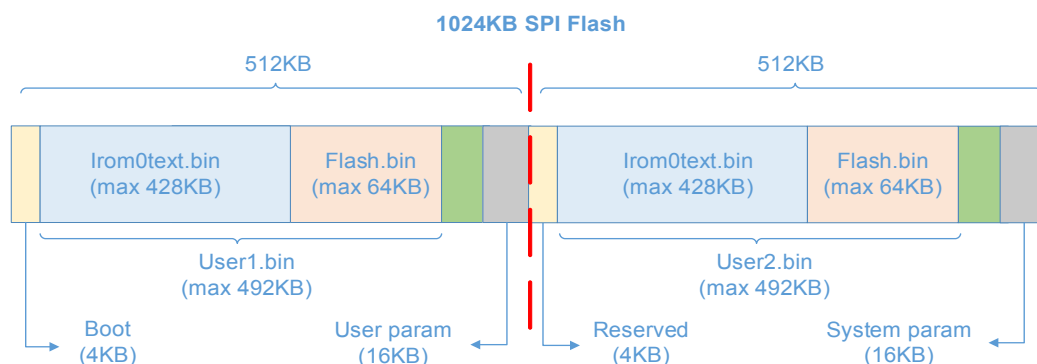 1024KB SPI Flash
512KB
512KB
Irom0text.bin
(max 428KB)
Flash.bin
(max 64KB)
Irom0text.bin
(max 428KB)
Flash.bin
(max 64KB)
User1.bin
(max 492KB)
User2.bin
(max 492KB)
Boot
(4KB)
User param
(16KB)
Reserved
(4KB)
System param
(16KB)